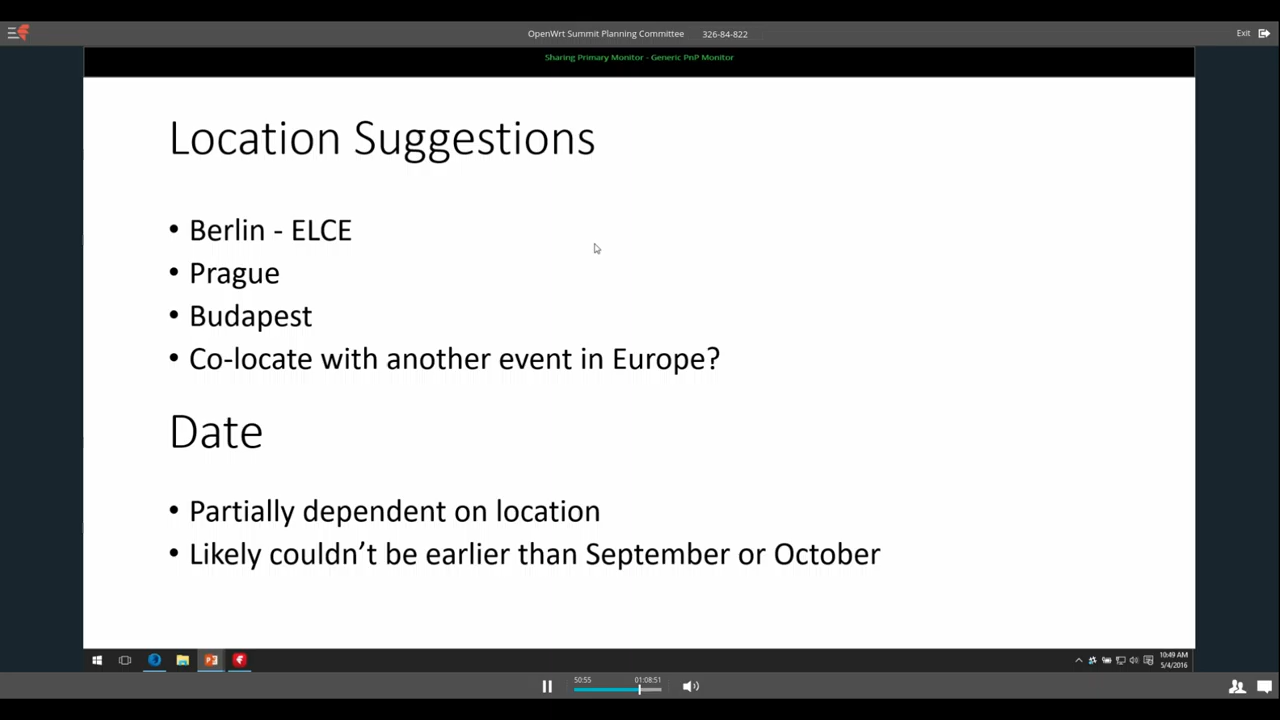 OpenWrt Summit Planning Committee 326-84-822
Exit
Sharing Primary Monitor - Generic PnP Monitor
Location Suggestions
• Berlin - ELCE
• Prague
• Budapest
• Co-locate with another event in Europe?
Date
• Partially dependent on location
• Likely couldn’t be earlier than September or October
10:49 AM
5/4/2016
50:55 01:08:51